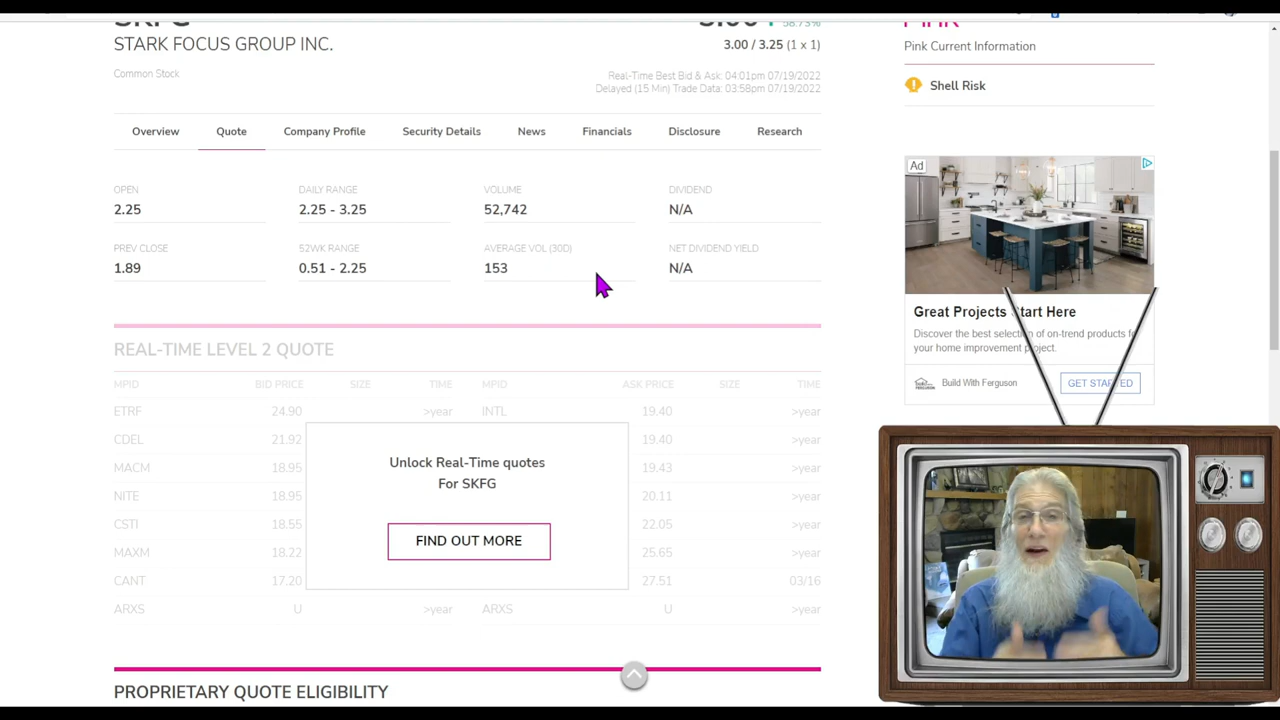 STARK FOCUS GROUP INC.
58.73%
3.00 / 3.25 (1 x 1)
Common Stock
Real-Time Best Bid & Ask: 04:01pm 07/19/2022
Delayed (15 Min) Trade Data: 03:58pm 07/19/2022
Pink Current Information
Shell Risk
Overview Quote Company Profile Security Details News Financials Disclosure Research
OPEN DAILY RANGE VOLUME DIVIDEND
2.25 2.25 - 3.25 52,742 N/A
PREV CLOSE 52WK RANGE AVERAGE VOL (30D) NET DIVIDEND YIELD
1.89 0.51 - 2.25 153 N/A
REAL-TIME LEVEL 2 QUOTE
MPID BID PRICE SIZE TIME MPID ASK PRICE SIZE TIME
ETRF 24.90 >year INTL 19.40 >year
CDEL 21.92 19.40 >year
MACM 18.95 19.43 >year
NITE 18.95 20.11 >year
CSTI 18.55 22.05 >year
MAXM 18.22 25.65 >year
CANT 17.20 27.51 03/16
ARXS U >year ARXS U >year
Unlock Real-Time quotes
For SKFG
FIND OUT MORE
PROPRIETARY QUOTE ELIGIBILITY
Ad
Great Projects Start Here
Discover the best selection of on-trend products for
your home improvement project.
Build With Ferguson
GET STARTED